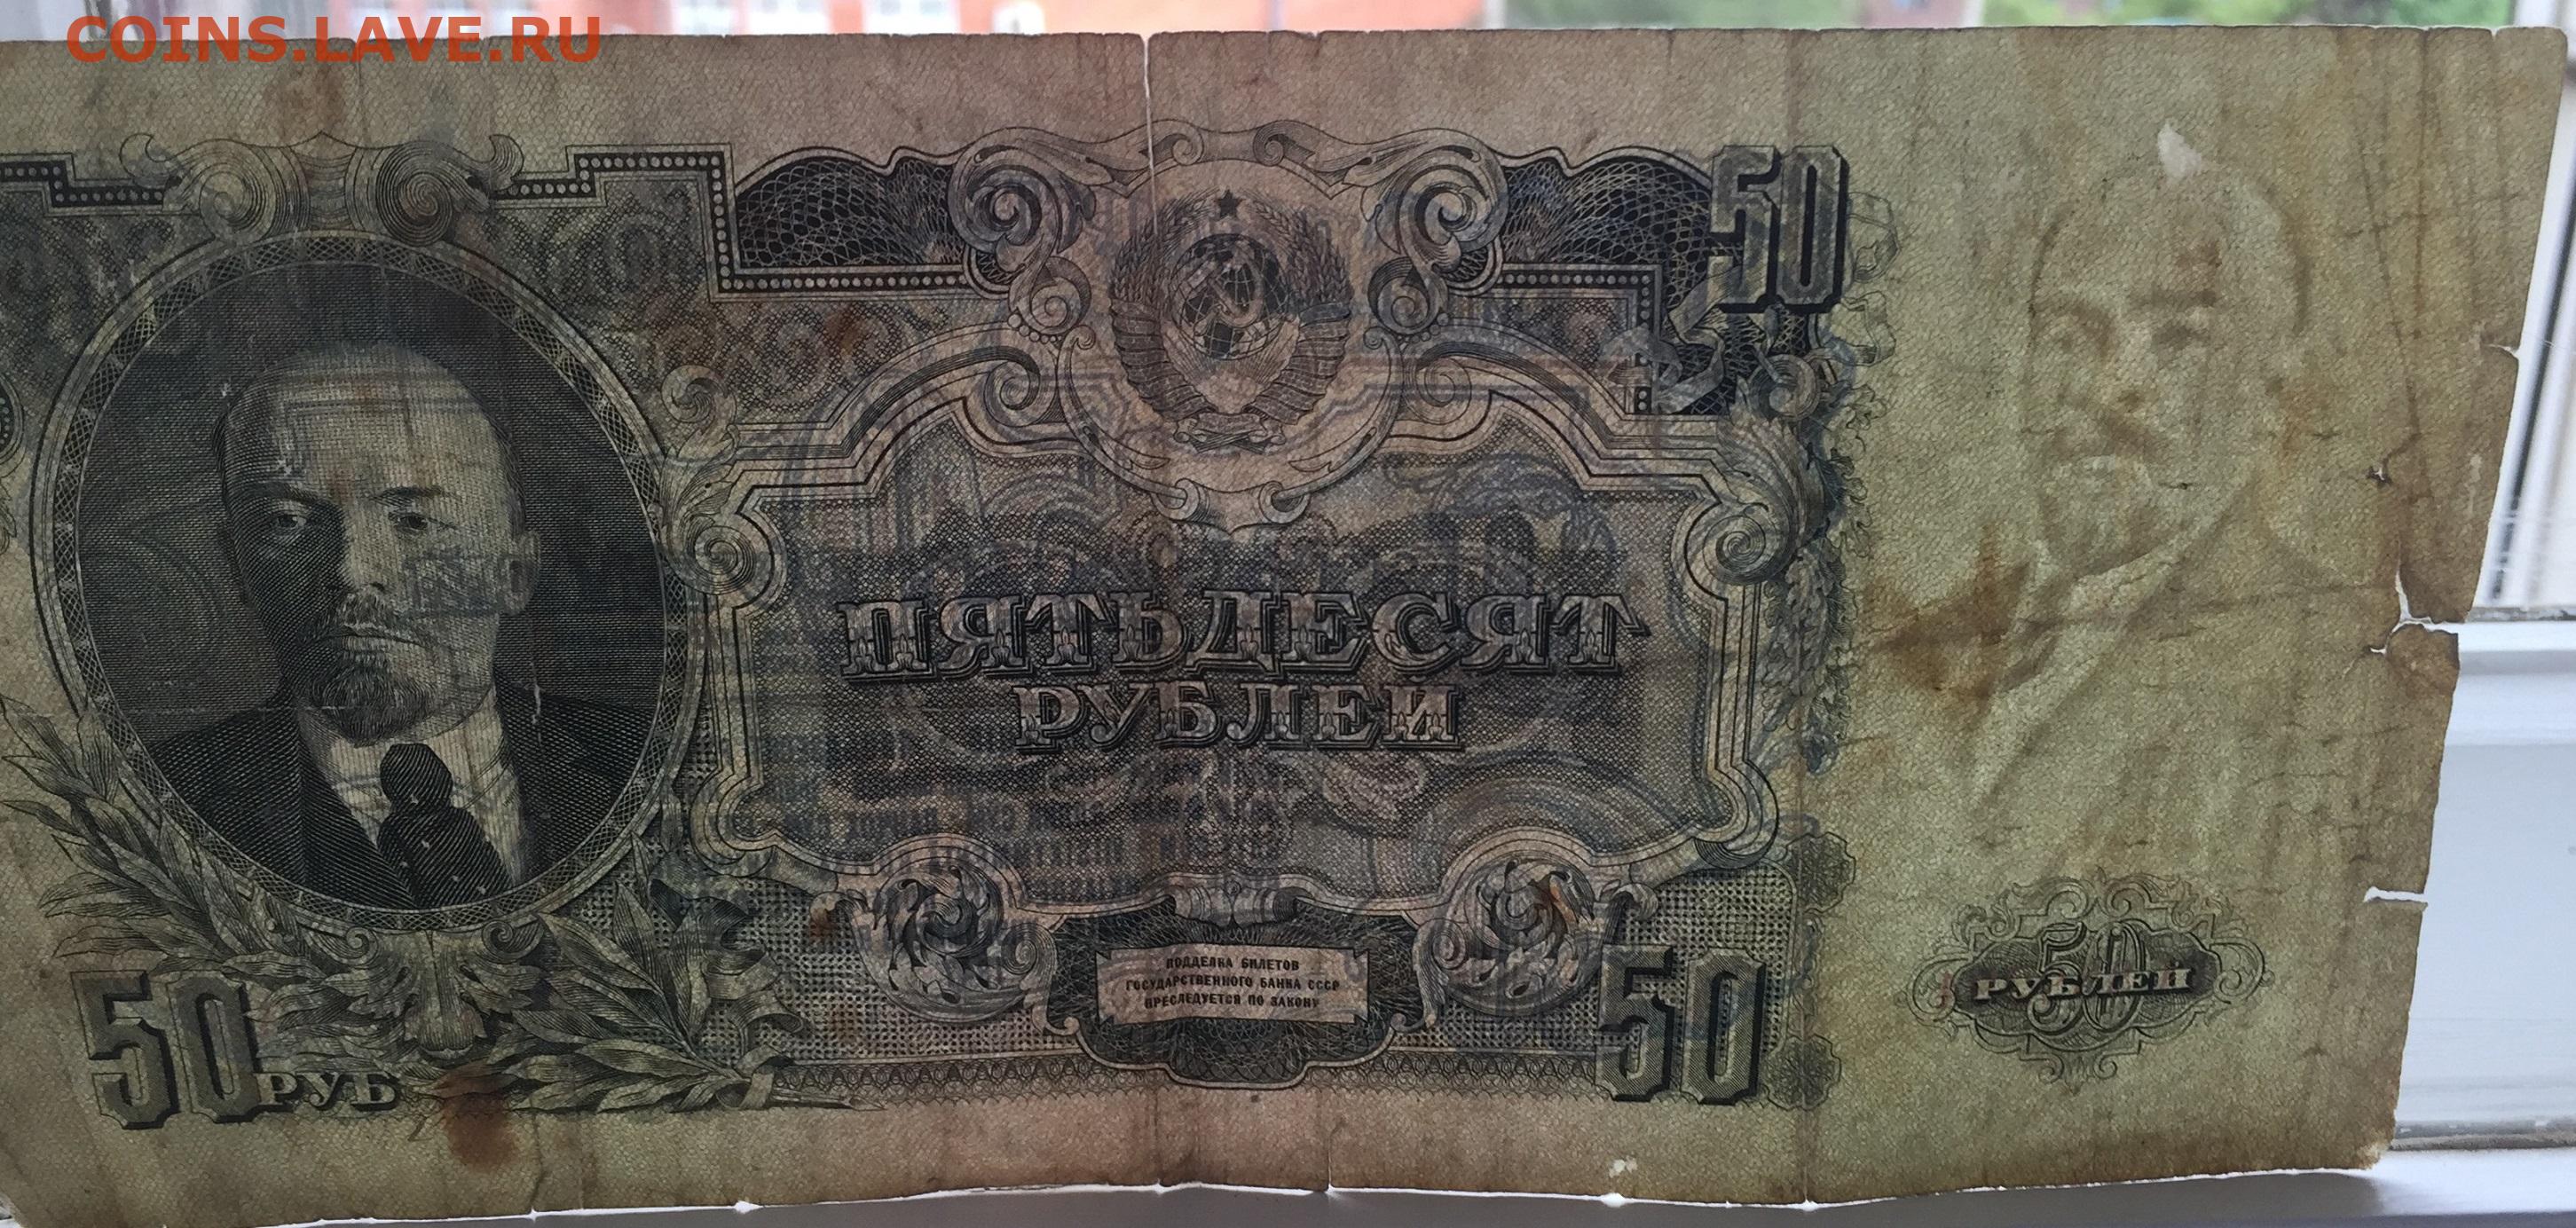 COINS.LAVE.RU
50
ПЯТЬДЕСЯТ
РУБЛЕЙ
ПОДДЕЛКА БИЛЕТОВ
ГОСУДАРСТВЕННОГО БАНКА СССР
ПРЕСЛЕДУЕТСЯ ПО ЗАКОНУ
50 РУБ
50
50
РУБЛЕЙ